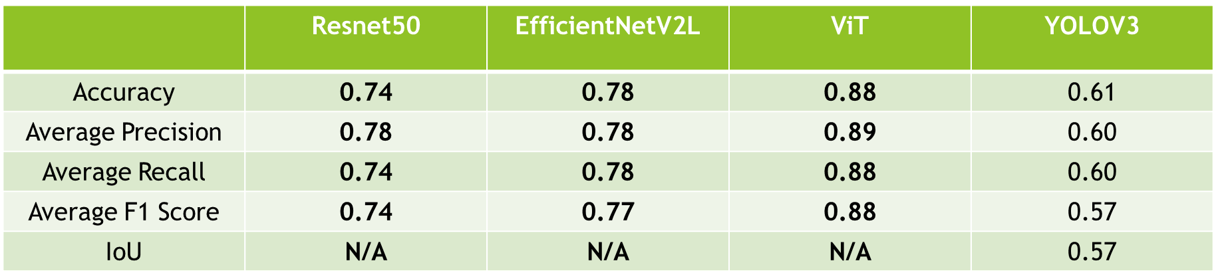 Resnet50 EfficientNetV2L ViT YOLOV3
Accuracy 0.74 0.78 0.88 0.61
Average Precision 0.78 0.78 0.89 0.60
Average Recall 0.74 0.78 0.88 0.60
Average F1 Score 0.74 0.77 0.88 0.57
IoU N/A N/A N/A 0.57